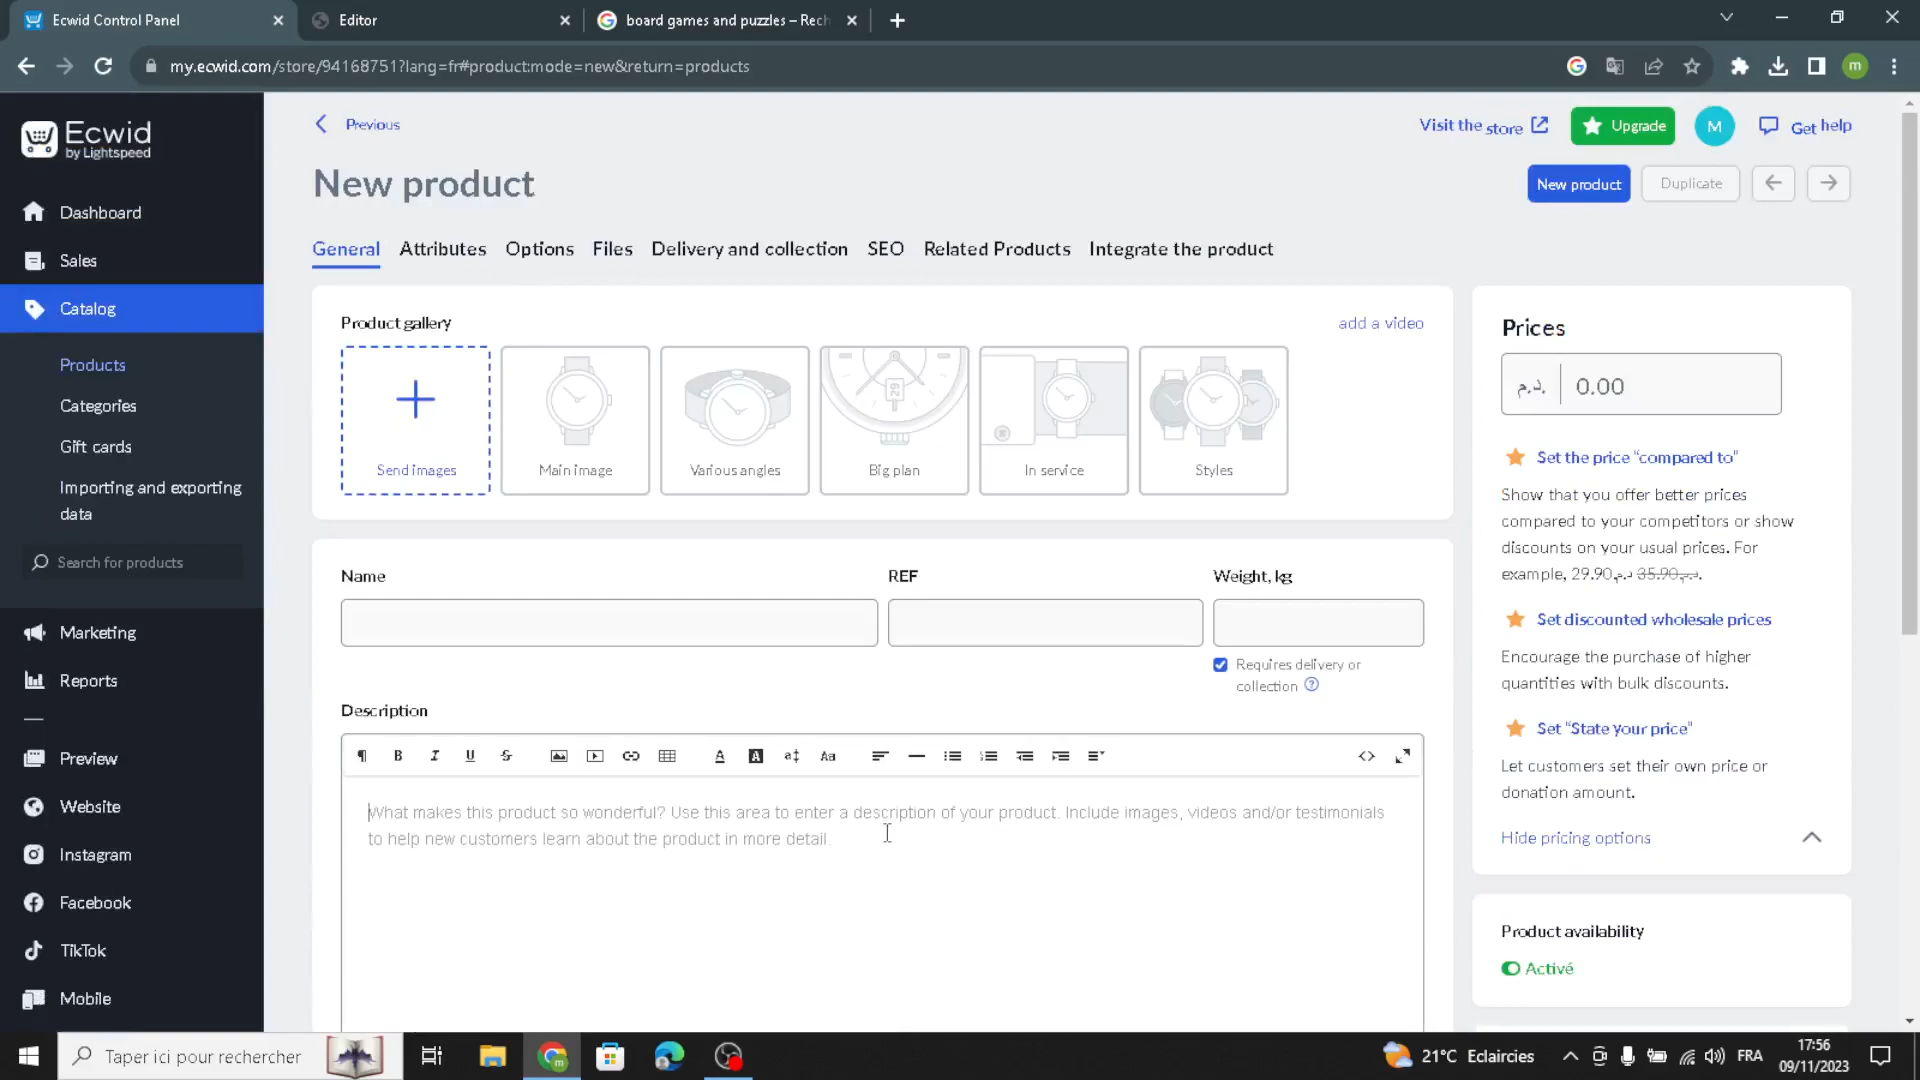 Ecwid Control Panel
Editor
board games and puzzles – Rech
my.ecwid.com/store/94168751?lang=fr#product:mode=new&return=products
m
Ecwid
by Lightspeed
Dashboard
Sales
Catalog
Products
Categories
Gift cards
Importing and exporting
data
Search for products
Marketing
Reports
Preview
Website
Instagram
Facebook
TikTok
Mobile
Previous
Visit the store
Upgrade
M
Get help
New product
New product
Duplicate
General
Attributes
Options
Files
Delivery and collection
SEO
Related Products
Integrate the product
Product gallery
add a video
Send images
Main image
Various angles
Big plan
In service
Styles
Name
REF
Weight, kg
Requires delivery or
collection
Description
What makes this product so wonderful? Use this area to enter a description of your product. Include images, videos and/or testimonials
to help new customers learn about the product in more detail.
Prices
د.م. 0.00
Set the price “compared to”
Show that you offer better prices
compared to your competitors or show
discounts on your usual prices. For
example, 29.90 د.م. 35.90 د.م..
Set discounted wholesale prices
Encourage the purchase of higher
quantities with bulk discounts.
Set “State your price”
Let customers set their own price or
donation amount.
Hide pricing options
Product availability
Activé
Taper ici pour rechercher
21°C Eclaircies
FRA
17:56
09/11/2023